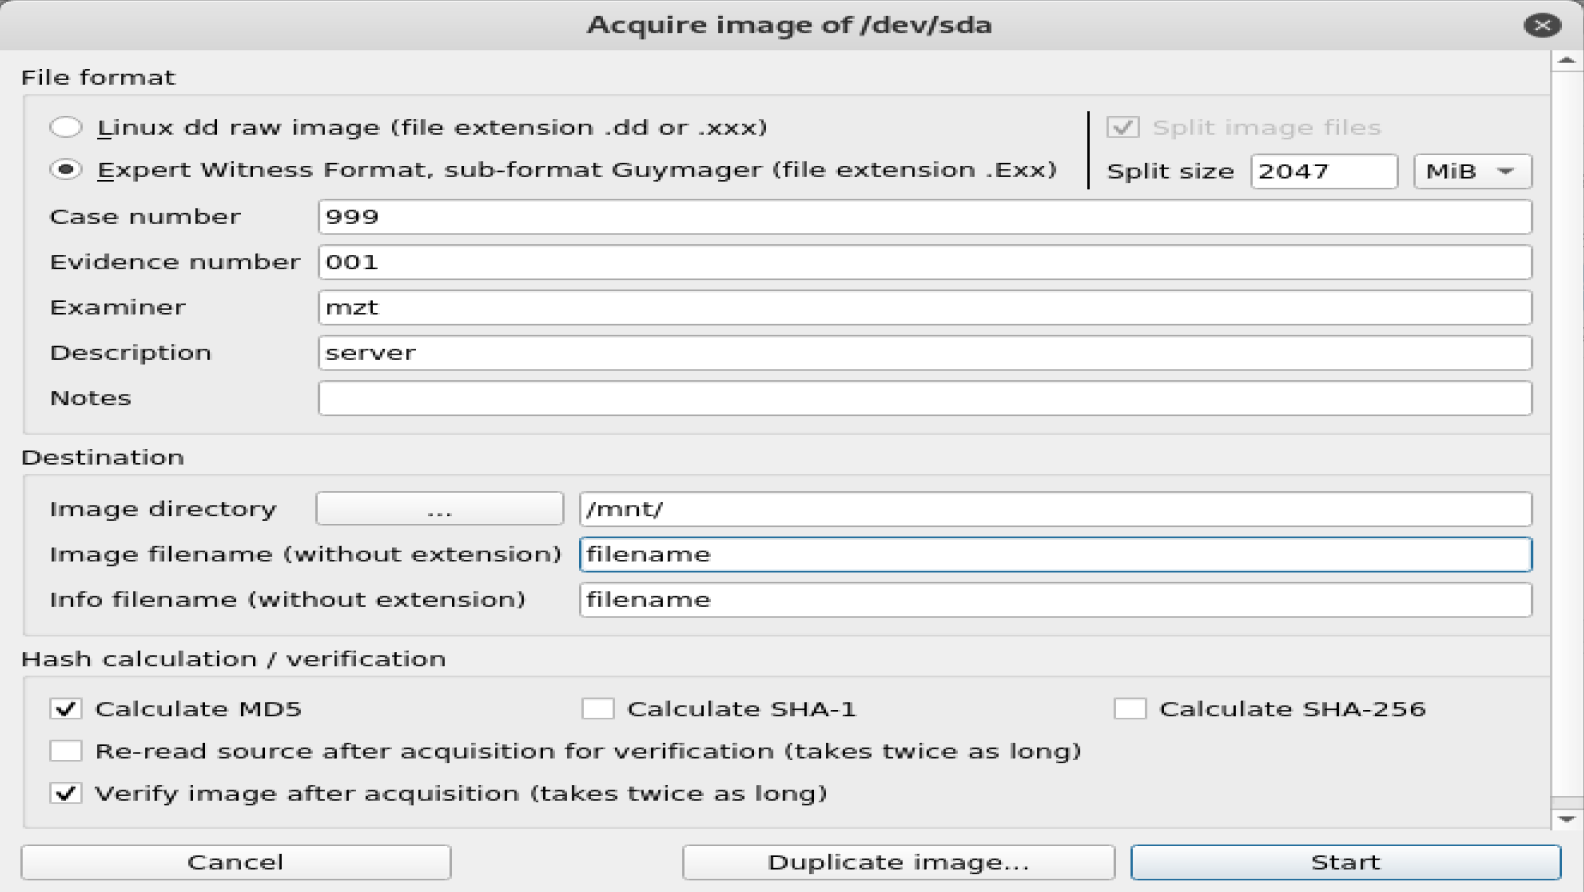 Acquire image of /dev/sda
File format
Linux dd raw image (file extension .dd or .xxx)
Split image files
Expert Witness Format, sub-format Guymager (file extension .Exx)
Split size 2047 MiB
Case number 999
Evidence number 001
Examiner mzt
Description server
Notes
Destination
Image directory ... /mnt/
Image filename (without extension) filename
Info filename (without extension) filename
Hash calculation / verification
Calculate MD5 Calculate SHA-1 Calculate SHA-256
Re-read source after acquisition for verification (takes twice as long)
Verify image after acquisition (takes twice as long)
Cancel Duplicate image... Start